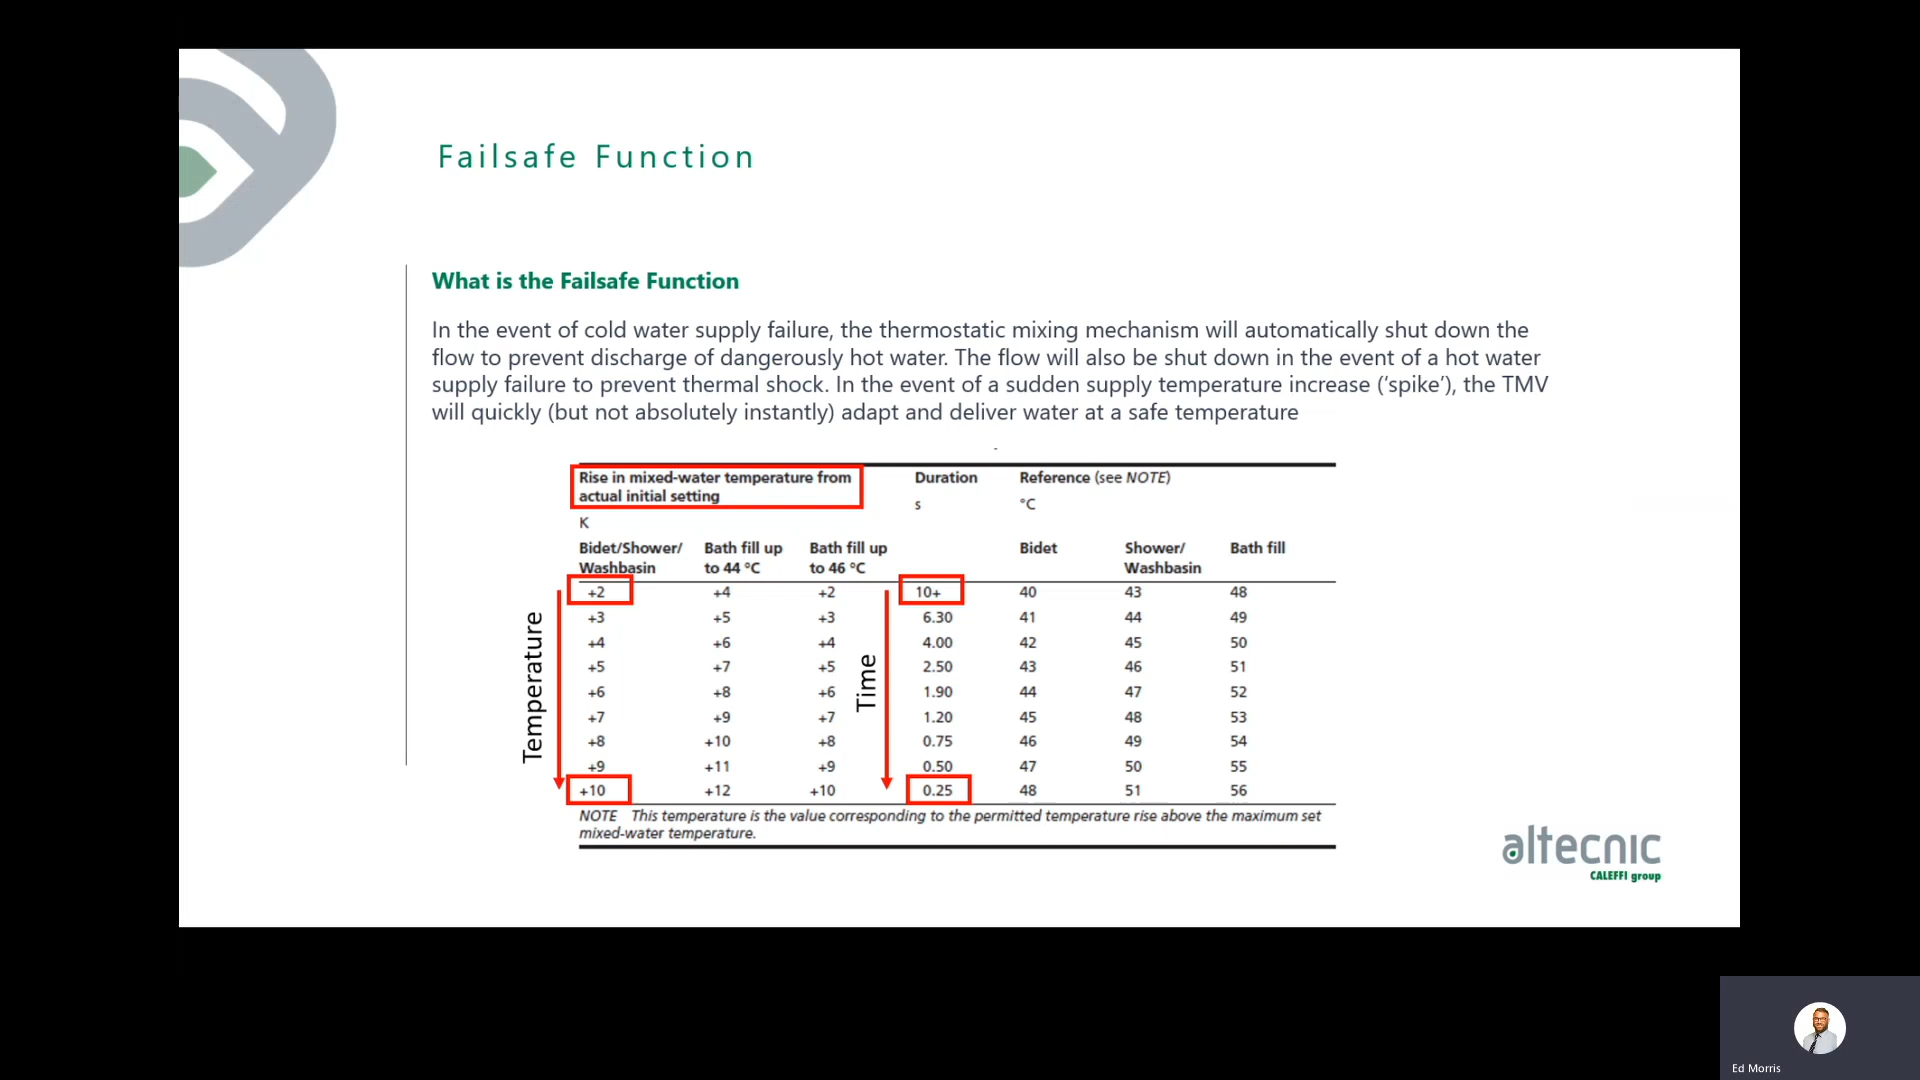 Failsafe Function
What is the Failsafe Function
In the event of cold water supply failure, the thermostatic mixing mechanism will automatically shut down the
flow to prevent discharge of dangerously hot water. The flow will also be shut down in the event of a hot water
supply failure to prevent thermal shock. In the event of a sudden supply temperature increase (‘spike’), the TMV
will quickly (but not absolutely instantly) adapt and deliver water at a safe temperature
Rise in mixed-water temperature from Duration Reference (see NOTE)
actual initial setting s °C
K
Bidet/Shower/ Bath fill up Bath fill up Bidet Shower/ Bath fill
Washbasin to 44 °C to 46 °C Washbasin
+2 +4 +2 10+ 40 43 48
+3 +5 +3 6.30 41 44 49
+4 +6 +4 4.00 42 45 50
+5 +7 +5 2.50 43 46 51
+6 +8 +6 1.90 44 47 52
+7 +9 +7 1.20 45 48 53
+8 +10 +8 0.75 46 49 54
+9 +11 +9 0.50 47 50 55
+10 +12 +10 0.25 48 51 56
Temperature
Time
NOTE This temperature is the value corresponding to the permitted temperature rise above the maximum set
mixed-water temperature.
altecnic
CALEFFI group
Ed Morris